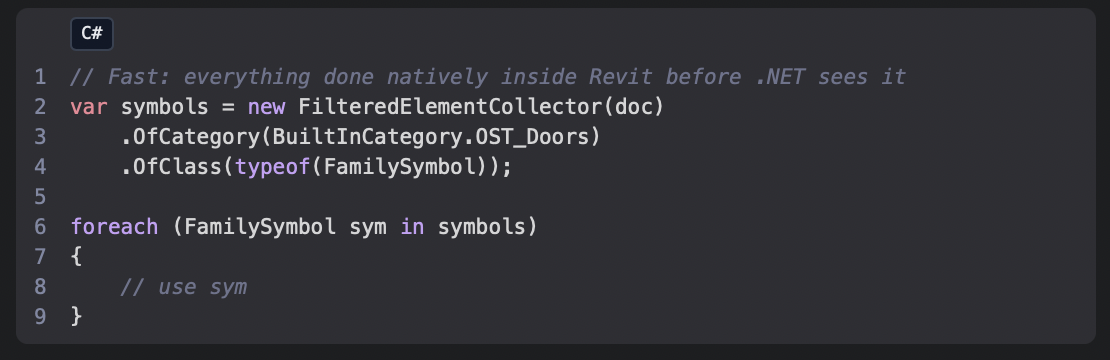 C#
1 // Fast: everything done natively inside Revit before .NET sees it
2 var symbols = new FilteredElementCollector(doc)
3     .OfCategory(BuiltInCategory.OST_Doors)
4     .OfClass(typeof(FamilySymbol));
5
6 foreach (FamilySymbol sym in symbols)
7 {
8     // use sym
9 }